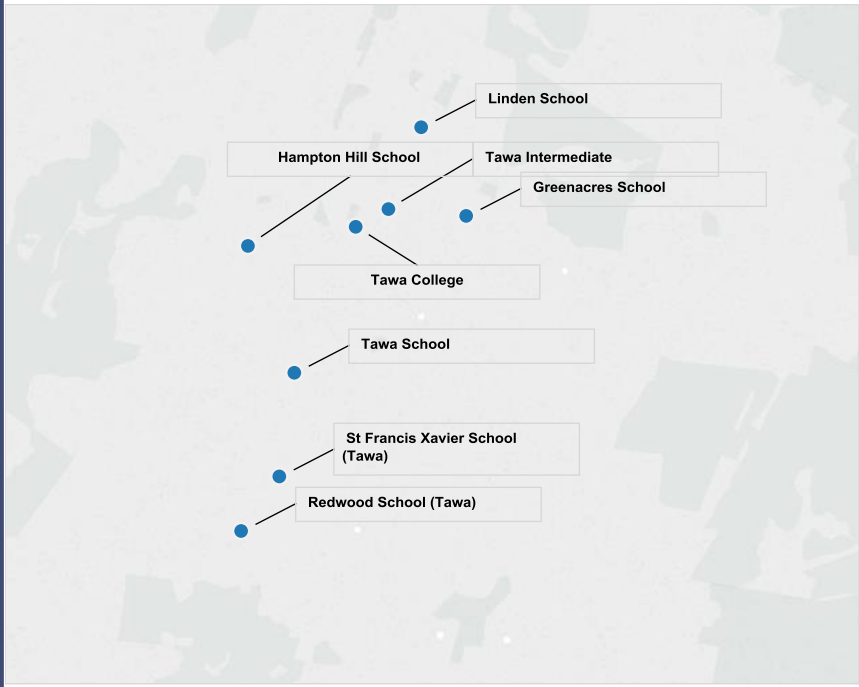 Linden School
Hampton Hill School
Tawa Intermediate
Greenacres School
Tawa College
Tawa School
St Francis Xavier School
(Tawa)
Redwood School (Tawa)